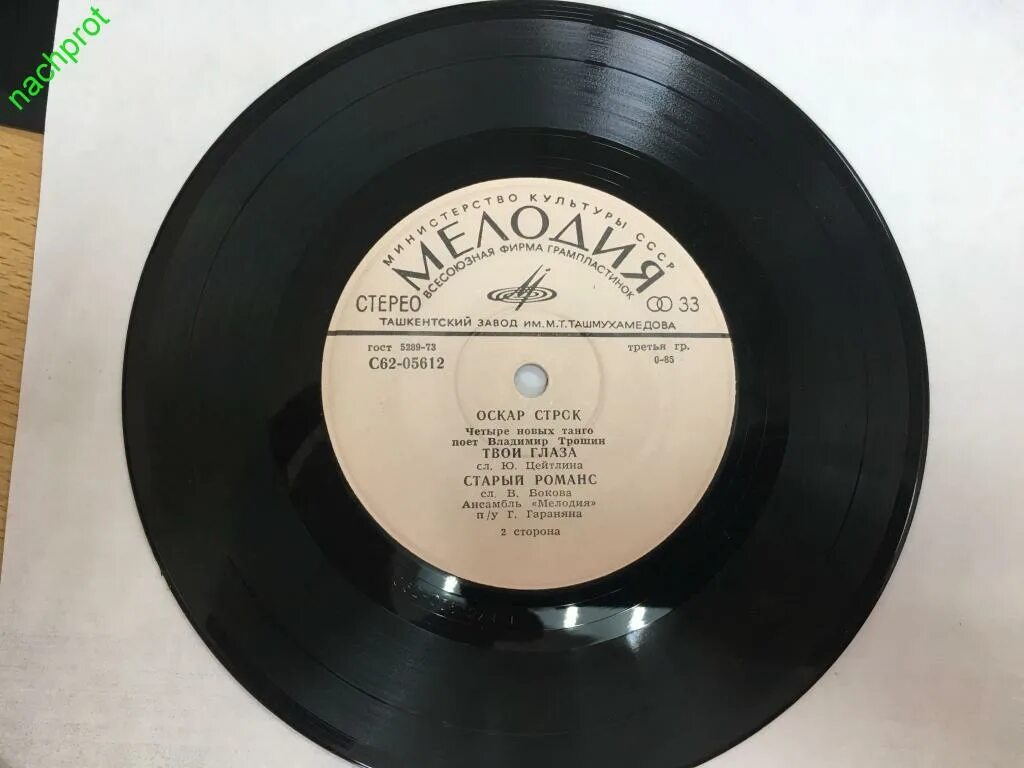 nachprot
МИНИСТЕРСТВО КУЛЬТУРЫ СССР
МЕЛОДИЯ
ВСЕСОЮЗНАЯ ФИРМА ГРАМПЛАСТИНОК
СТЕРЕО
33
ТАШКЕНТСКИЙ ЗАВОД ИМ. М.Т. ТАШМУХАМЕДОВА
гост 5289-73
третья гр.
С62-05612
0-85
ОСКАР СТРОК
Четыре новых танго
поет Владимир Трошин
ТВОИ ГЛАЗА
сл. Ю. Цейтлина
СТАРЫЙ РОМАНС
сл. В. Бокова
Ансамбль «Мелодия»
п/у Г. Гараняна
2 сторона